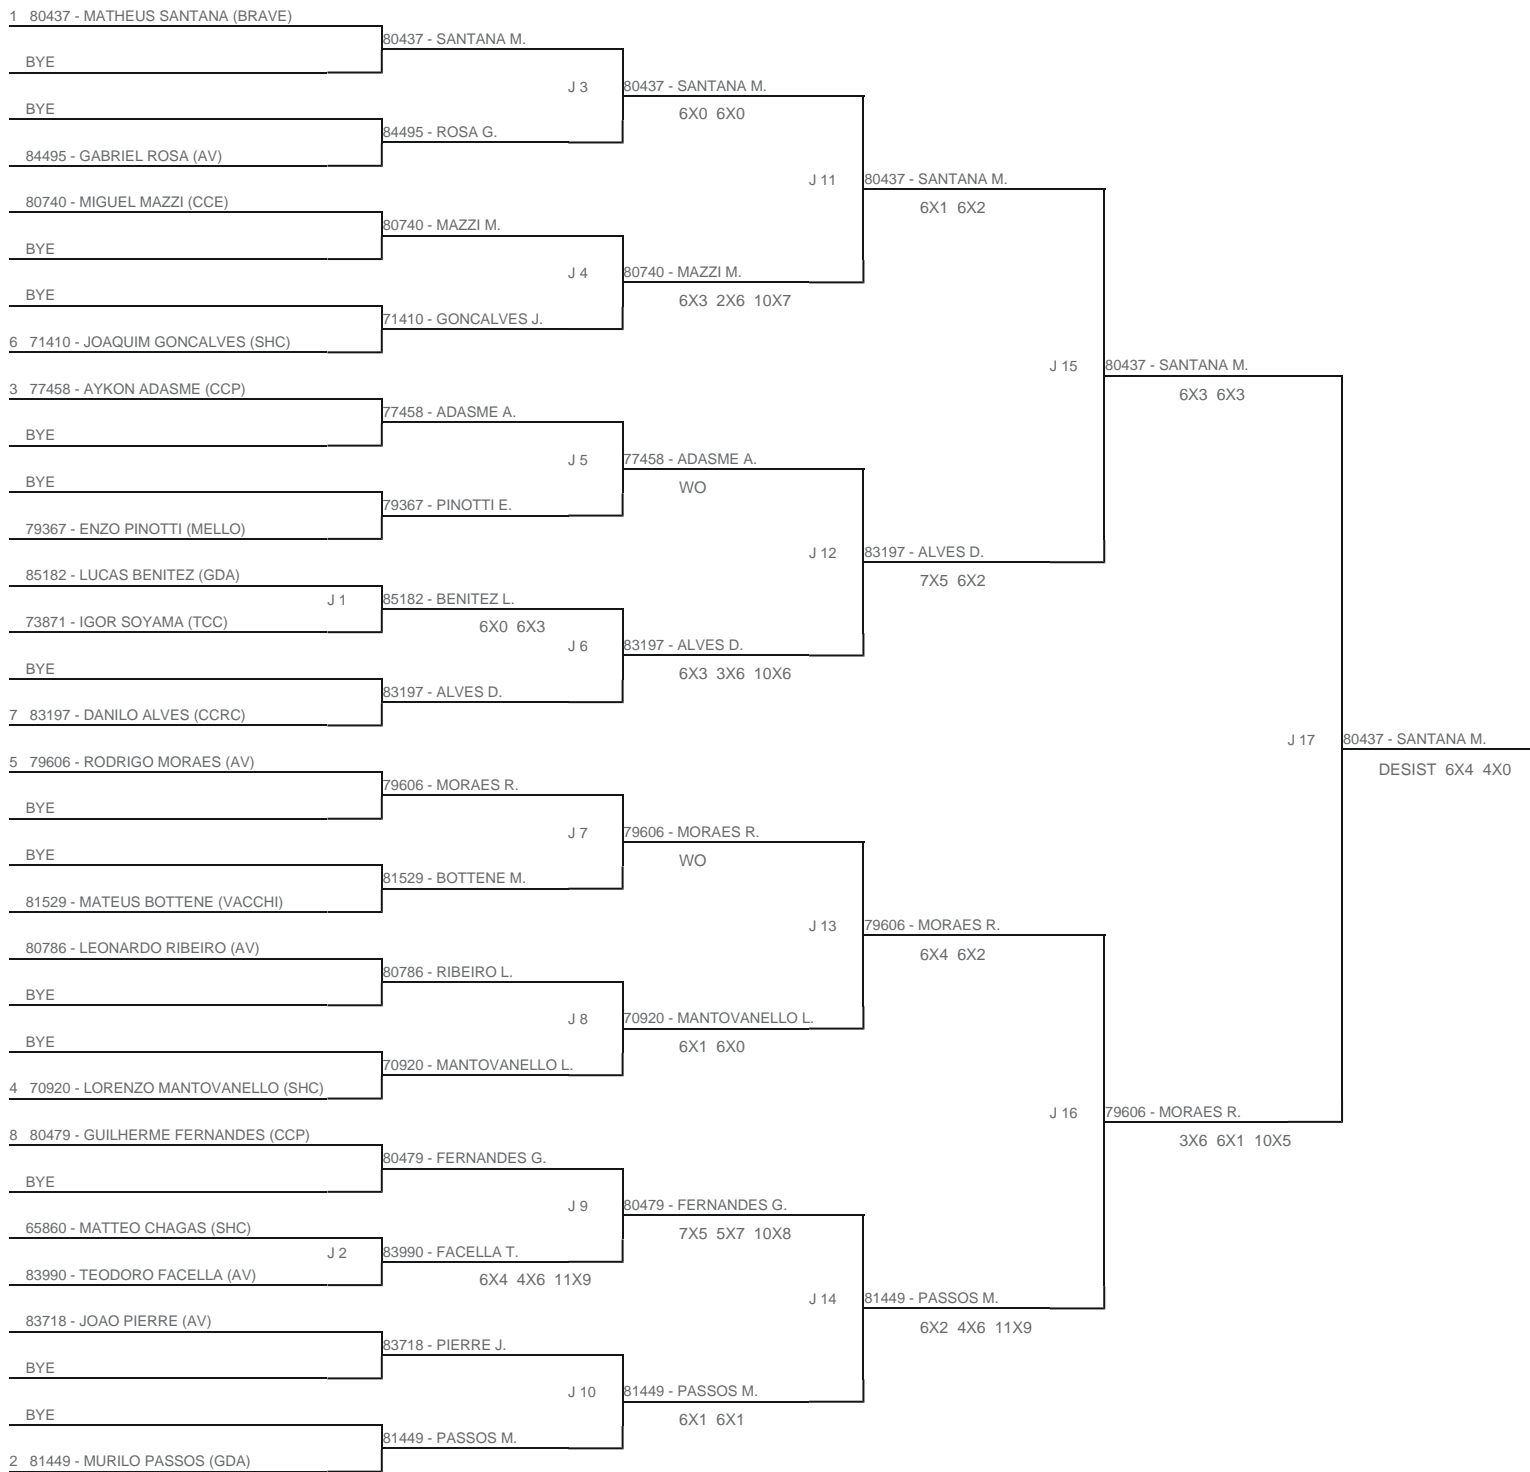 1 80437 - MATHEUS SANTANA (BRAVE)
BYE
BYE
84495 - GABRIEL ROSA (AV)
80740 - MIGUEL MAZZI (CCE)
BYE
BYE
6 71410 - JOAQUIM GONCALVES (SHC)
3 77458 - AYKON ADASME (CCP)
BYE
BYE
79367 - ENZO PINOTTI (MELLO)
85182 - LUCAS BENITEZ (GDA)
73871 - IGOR SOYAMA (TCC)
BYE
7 83197 - DANILO ALVES (CCRC)
5 79606 - RODRIGO MORAES (AV)
BYE
BYE
81529 - MATEUS BOTTENE (VACCHI)
80786 - LEONARDO RIBEIRO (AV)
BYE
BYE
4 70920 - LORENZO MANTOVANELLO (SHC)
8 80479 - GUILHERME FERNANDES (CCP)
BYE
65860 - MATTEO CHAGAS (SHC)
83990 - TEODORO FACELLA (AV)
83718 - JOAO PIERRE (AV)
BYE
BYE
2 81449 - MURILO PASSOS (GDA)
80437 - SANTANA M.
84495 - ROSA G.
80740 - MAZZI M.
71410 - GONCALVES J.
77458 - ADASME A.
79367 - PINOTTI E.
J 1
85182 - BENITEZ L.
6X0 6X3
83197 - ALVES D.
79606 - MORAES R.
81529 - BOTTENE M.
80786 - RIBEIRO L.
70920 - MANTOVANELLO L.
80479 - FERNANDES G.
J 2
83990 - FACELLA T.
6X4 4X6 11X9
83718 - PIERRE J.
81449 - PASSOS M.
J 3
80437 - SANTANA M.
6X0 6X0
J 4
80740 - MAZZI M.
6X3 2X6 10X7
J 5
77458 - ADASME A.
WO
J 6
83197 - ALVES D.
6X3 3X6 10X6
J 7
79606 - MORAES R.
WO
J 8
70920 - MANTOVANELLO L.
6X1 6X0
J 9
80479 - FERNANDES G.
7X5 5X7 10X8
J 10
81449 - PASSOS M.
6X1 6X1
J 11
80437 - SANTANA M.
6X1 6X2
J 12
83197 - ALVES D.
7X5 6X2
J 13
79606 - MORAES R.
6X4 6X2
J 14
81449 - PASSOS M.
6X2 4X6 11X9
J 15
80437 - SANTANA M.
6X3 6X3
J 16
79606 - MORAES R.
3X6 6X1 10X5
J 17
80437 - SANTANA M.
DESIST 6X4 4X0